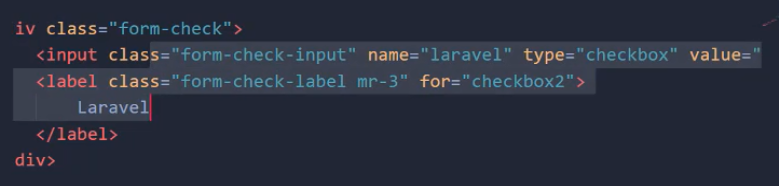 iv class="form-check">
<input class="form-check-input" name="laravel" type="checkbox" value="
<label class="form-check-label mr-3" for="checkbox2">
Laravel
</label>
div>